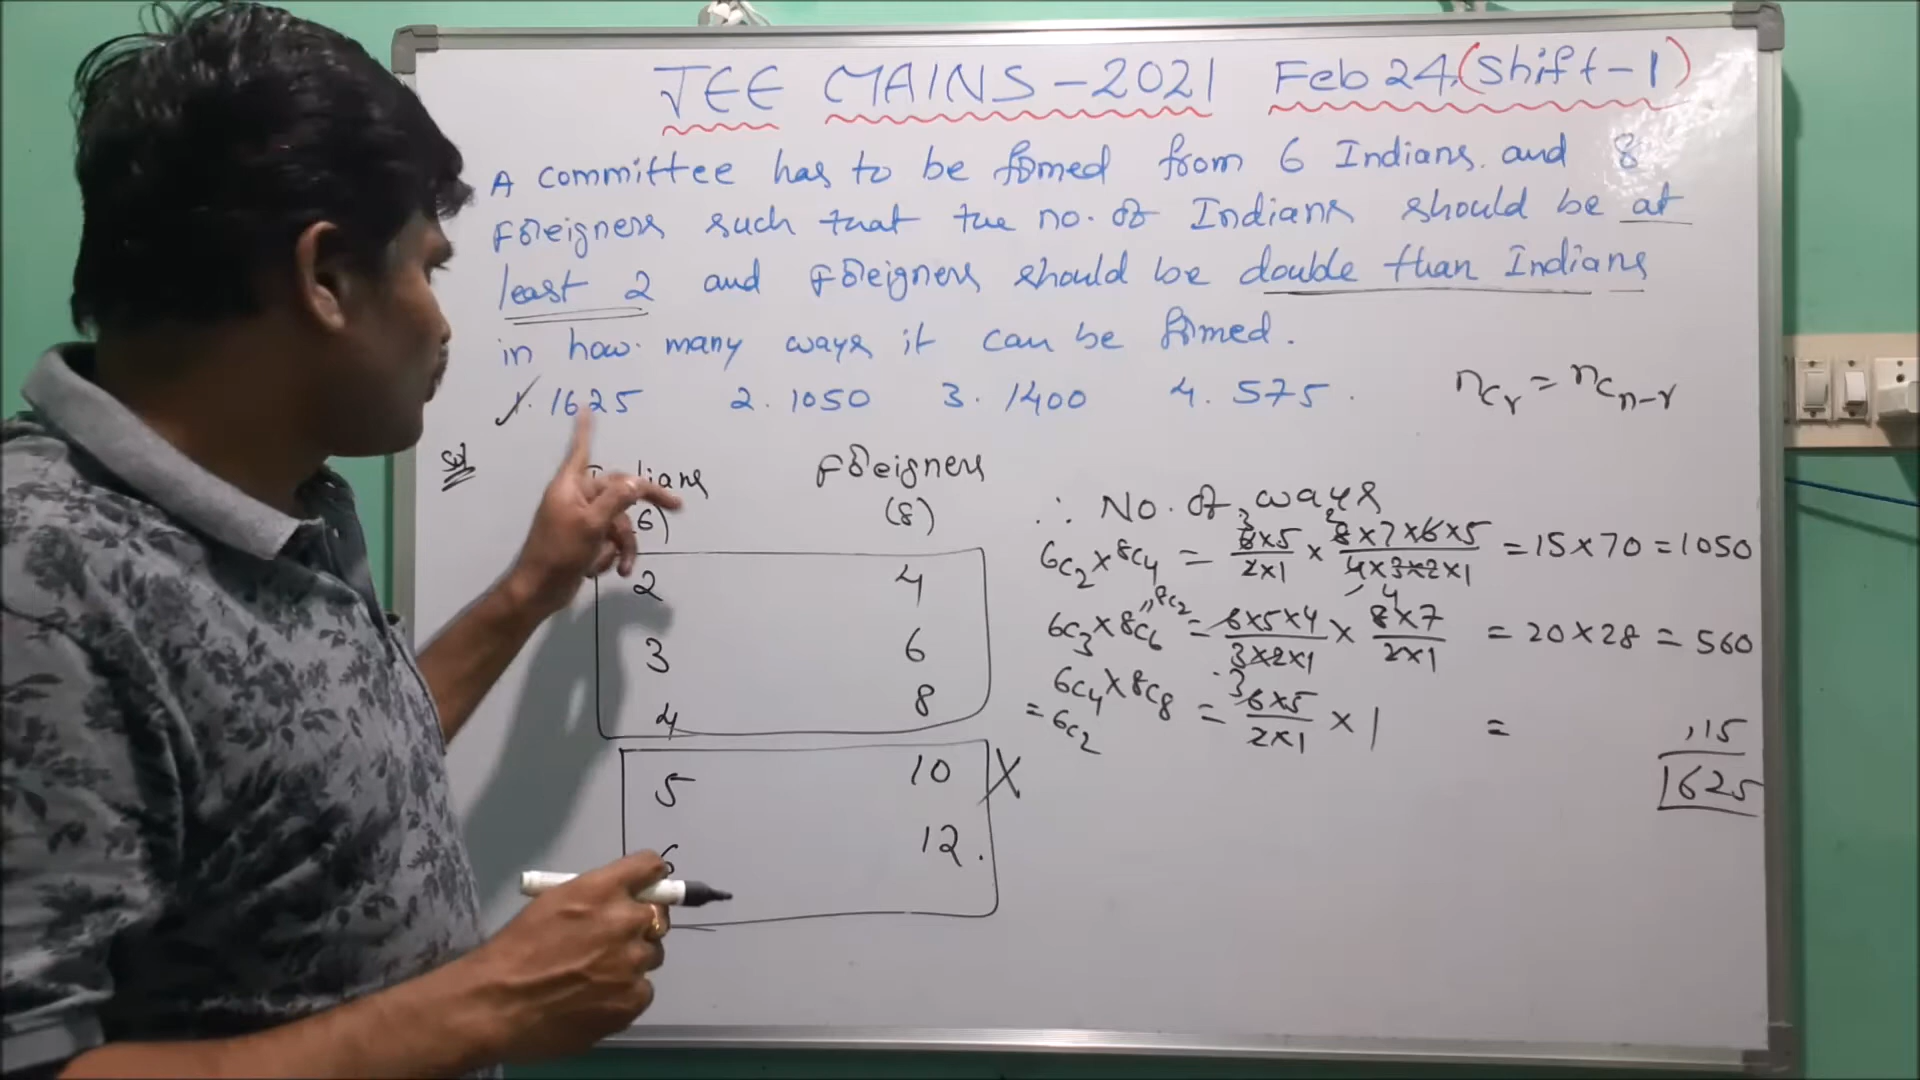 JEE MAINS-2021 Feb 24 (Shift-1)
A committee has to be formed from 6 Indians and 8
Foreigners such that the no. of Indians should be at
least 2 and Foreigners should be double than Indians
in how many ways it can be formed.
1. 1625 2. 1050 3. 1400 4. 575.
nCr = nCn-r
Sol
Foreigners
6) (8)
2 4
3 6
4 8
5 10 X
6 12.
∴ No. of ways
6C2 × 8C4 = 6×5/2×1 × 8×7×6×5/4×3×2×1 = 15×70 = 1050
6C3 × 8C6 = 6×5×4/3×2×1 × 8×7/2×1 = 20×28 = 560
"8C2
6C4 × 8C8 = 6×5/2×1 × 1 = 15
= 6C2
1625